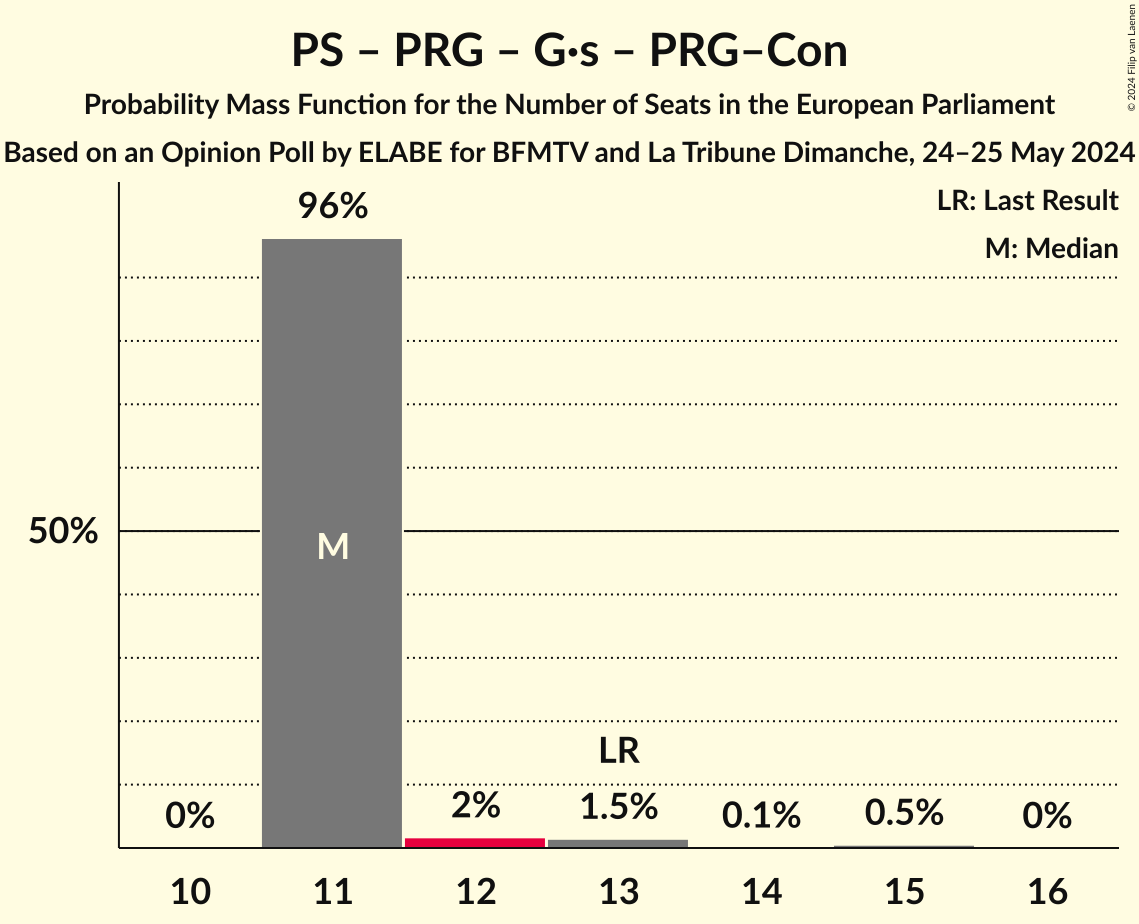 PS – PRG – G·s – PRG–Con
Probability Mass Function for the Number of Seats in the European Parliament
Based on an Opinion Poll by ELABE for BFMTV and La Tribune Dimanche, 24–25 May 2024
© 2024 Filip van Laenen
LR: Last Result
M: Median
96%
50%
M
LR
0%
2%
1.5%
0.1%
0.5%
0%
10 11 12 13 14 15 16